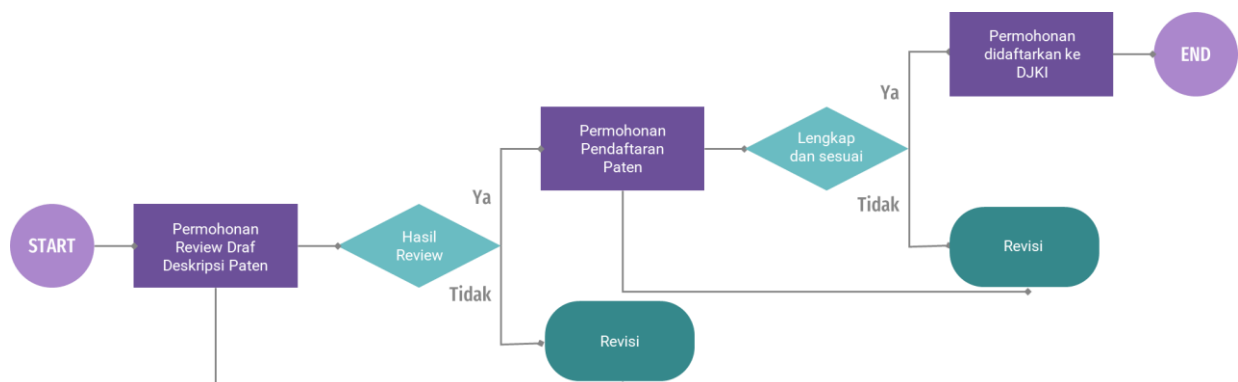 START
Permohonan
Review Draf
Deskripsi Paten
Hasil
Review
Ya
Tidak
Permohonan
Pendaftaran
Paten
Revisi
Lengkap
dan sesuai
Ya
Tidak
Permohonan
didaftarkan ke
DJKI
Revisi
END